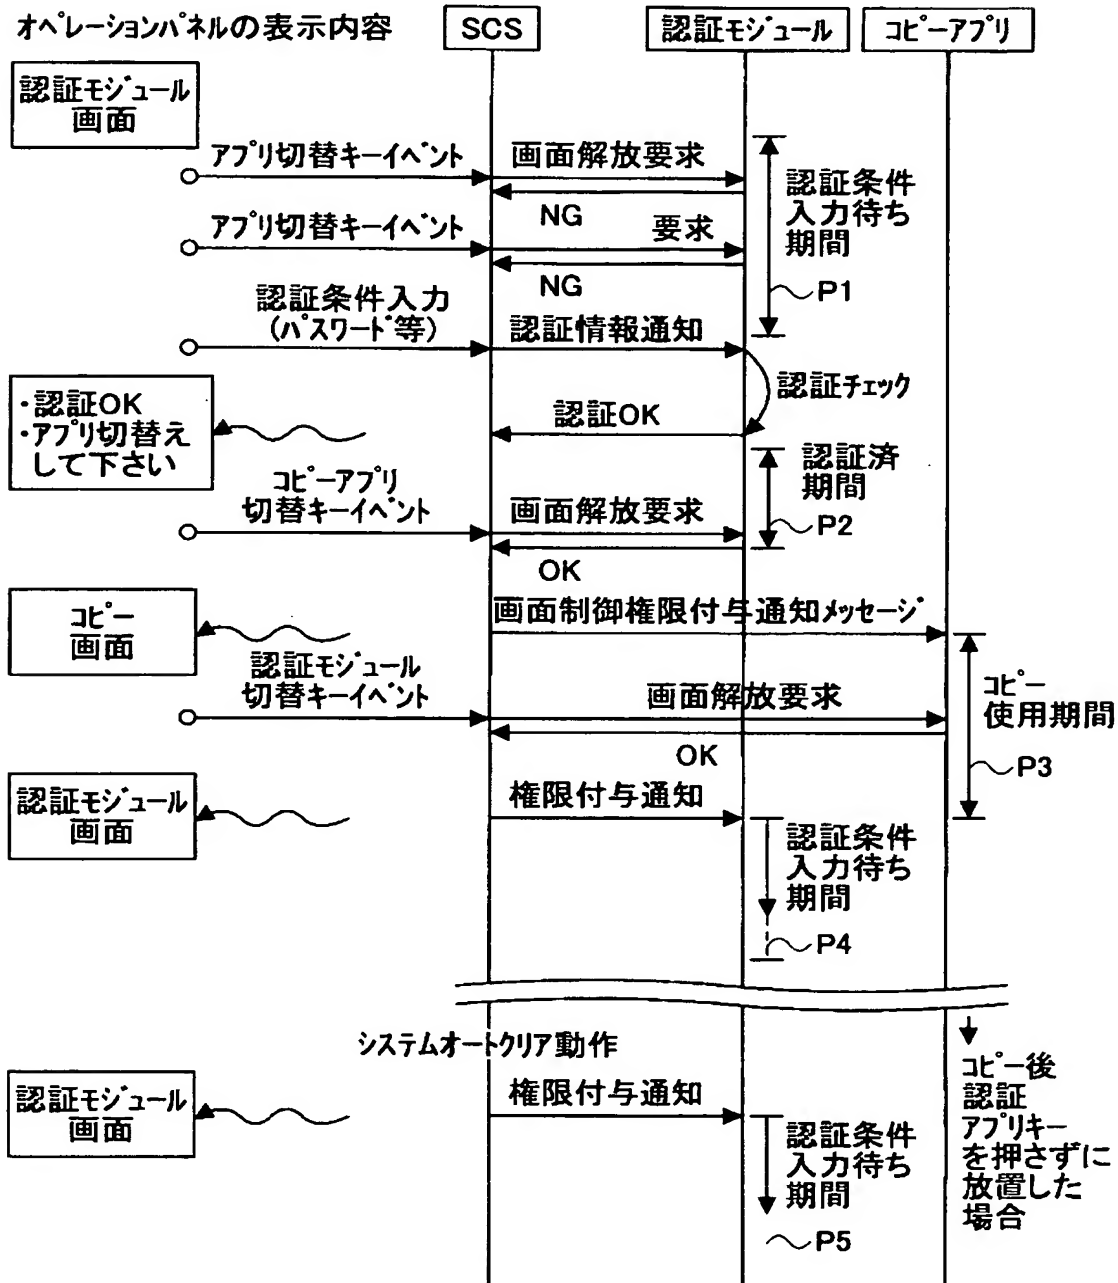 オペレーションパネルの表示内容
SCS
認証モジュール
コピーアプリ
認証モジュール
画面
アプリ切替キーイベント
画面解放要求
NG
アプリ切替キーイベント
要求
NG
認証条件
入力待ち
期間
P1
認証条件入力
(パスワード等)
認証情報通知
認証チェック
認証OK
・認証OK
・アプリ切替え
して下さい
認証済
期間
P2
コピーアプリ
切替キーイベント
画面解放要求
OK
コピー
画面
画面制御権限付与通知メッセージ
認証モジュール
切替キーイベント
画面解放要求
OK
コピー
使用期間
P3
認証モジュール
画面
権限付与通知
認証条件
入力待ち
期間
P4
システムオートクリア動作
認証モジュール
画面
権限付与通知
認証条件
入力待ち
期間
P5
コピー後
認証
アプリキー
を押さずに
放置した
場合